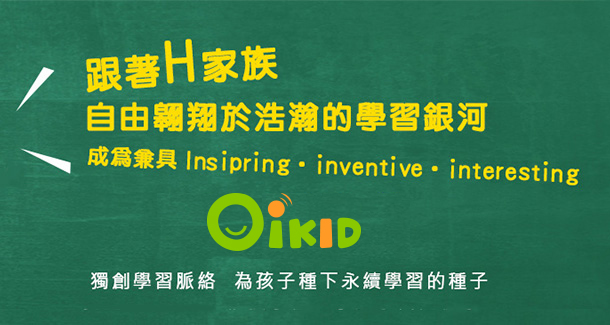 跟著H家族
自由翱翔於浩瀚的學習銀河
成為兼具 Insipring・inventive・interesting
OiKID
獨創學習脈絡 為孩子種下永續學習的種子